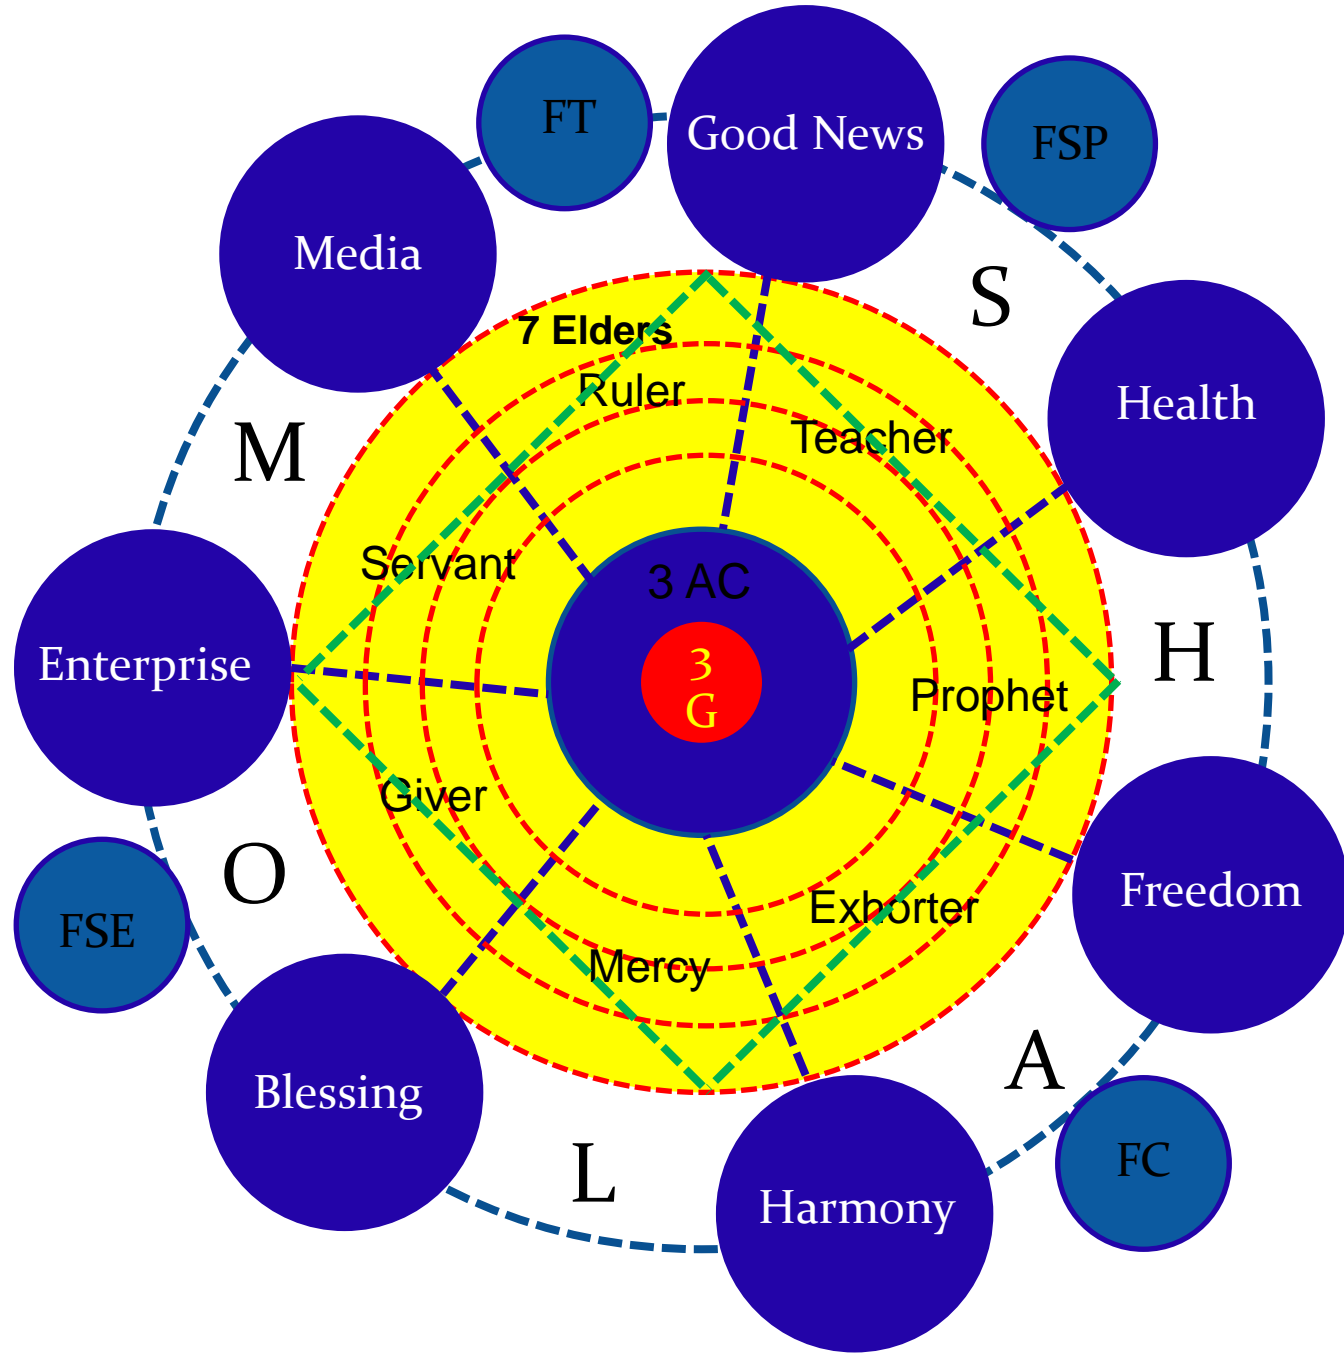 FT
Good News
FSP
Media
S
7 Elders
Ruler
Health
Teacher
M
Servant
3 AC
H
Enterprise
3
G
Prophet
Giver
O
Freedom
Exhorter
FSE
Mercy
A
Blessing
L
FC
Harmony